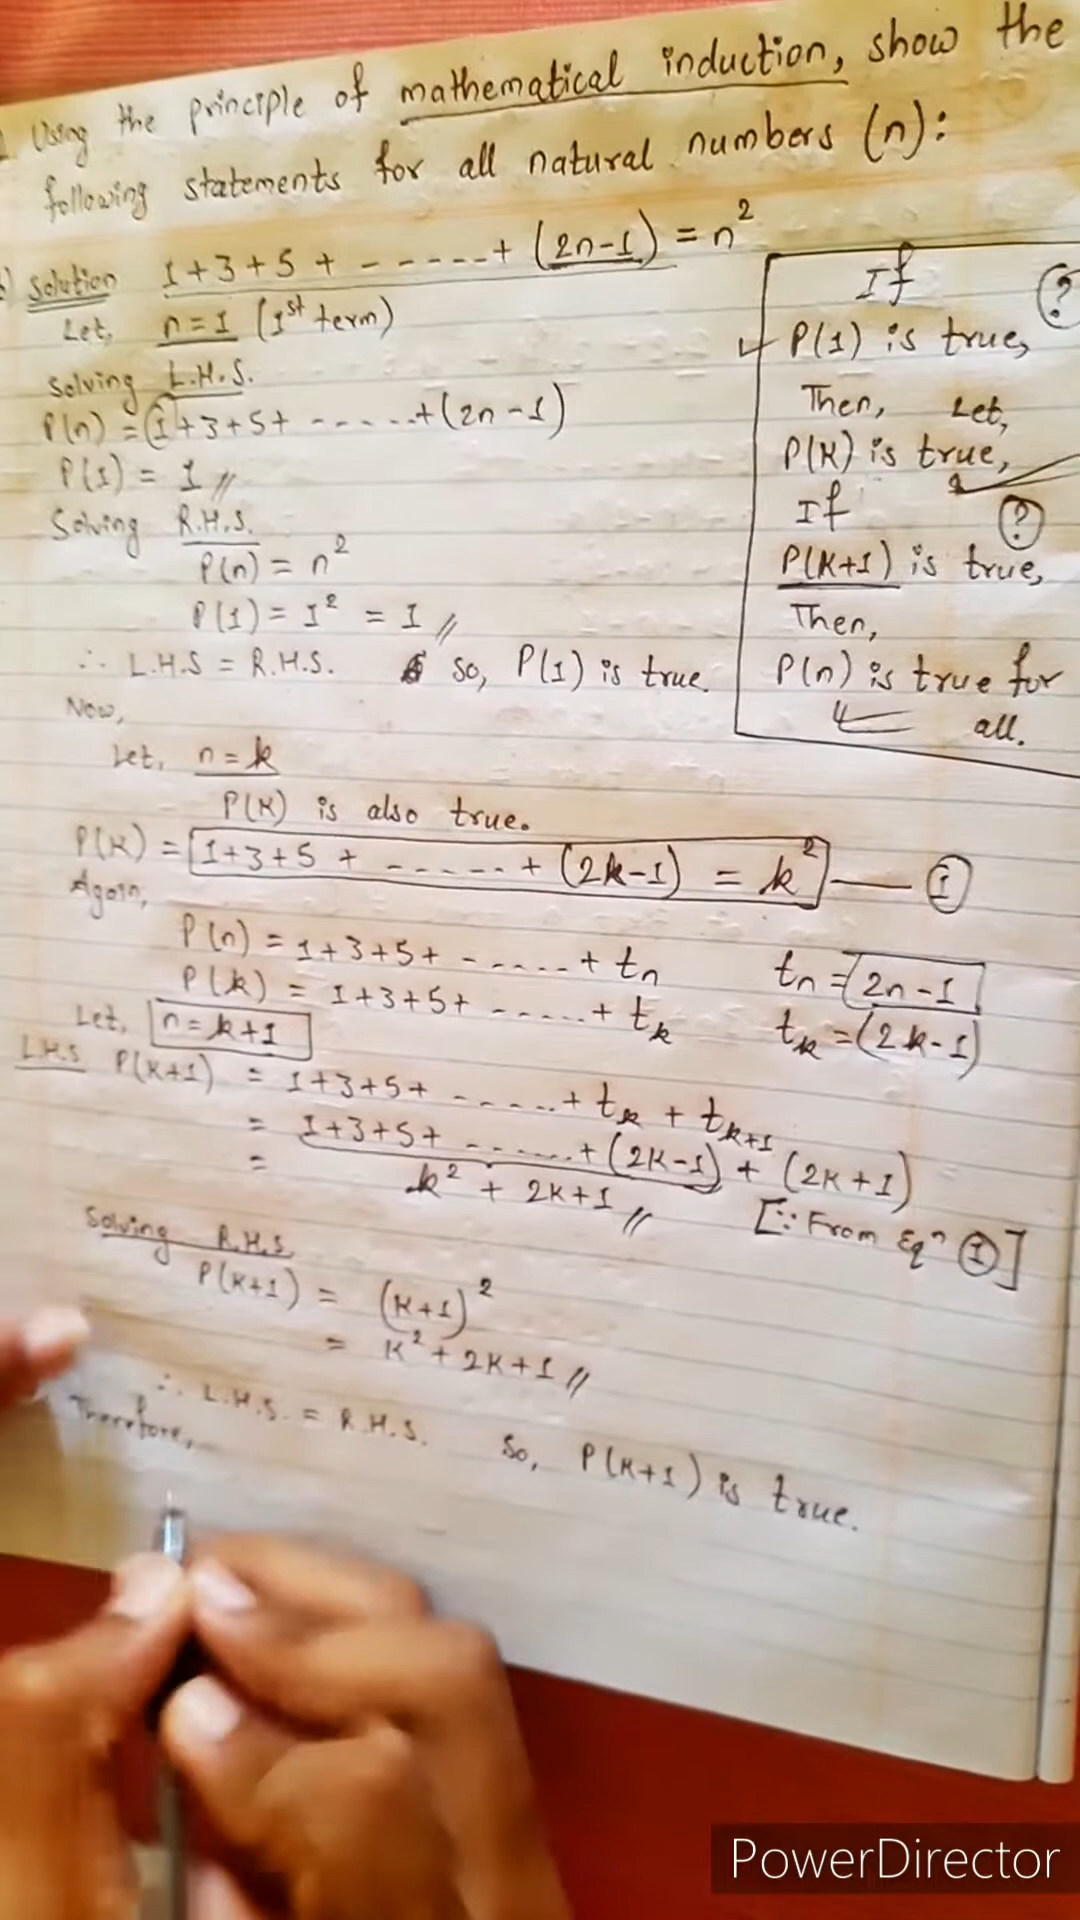 Using the principle of mathematical induction, show the
following statements for all natural numbers (n):
Solution 1+3+5+ ------+ (2n-1) = n²
Let, n=1 (1st term)
Solving L.H.S.
P(n) = 1+3+5+ ------+(2n-1)
P(1) = 1 //
Solving R.H.S.
P(n) = n²
P(1) = 1² = 1 //
∴ L.H.S = R.H.S. So, P(1) is true.
If ?
P(1) is true,
Then, Let,
P(K) is true,
If ?
P(K+1) is true,
Then,
P(n) is true for
all.
Now,
Let, n=k
P(K) is also true.
P(K) = 1+3+5+ ------+ (2k-1) = k² — ①
Again,
P(n) = 1+3+5+ ------+ tn tn = 2n-1
P(k) = 1+3+5+ ------+ tk tk = (2k-1)
Let, n=k+1
L.H.S P(K+1) = 1+3+5+ ------+ tk + tk+1
= 1+3+5+ ------+ (2K-1) + (2K+1)
= k² + 2K+1 // [∵ From Eqn ①]
Solving R.H.S.
P(K+1) = (K+1)²
= K²+2K+1 //
∴ L.H.S. = R.H.S. So, P(K+1) is true.
Therefore,
PowerDirector